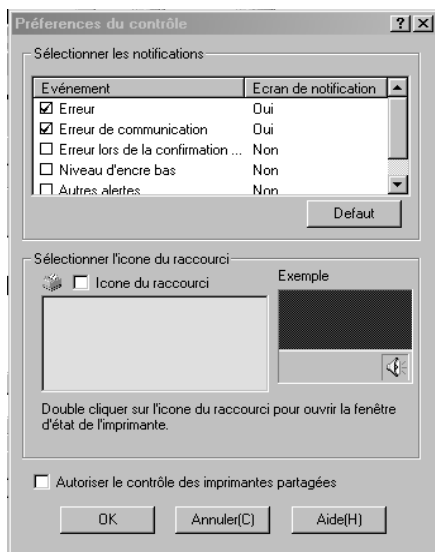 Préferences du contrôle
Sélectionner les notifications
Evénement Ecran de notification
Erreur Oui
Erreur de communication Oui
Erreur lors de la confirmation ... Non
Niveau d'encre bas Non
Autres alertes Non
Defaut
Sélectionner l'icone du raccourci
Icone du raccourci
Exemple
Double cliquer sur l'icone du raccourci pour ouvrir la fenêtre
d'état de l'imprimante.
Autoriser le contrôle des imprimantes partagées
OK Annuler(C) Aide(H)